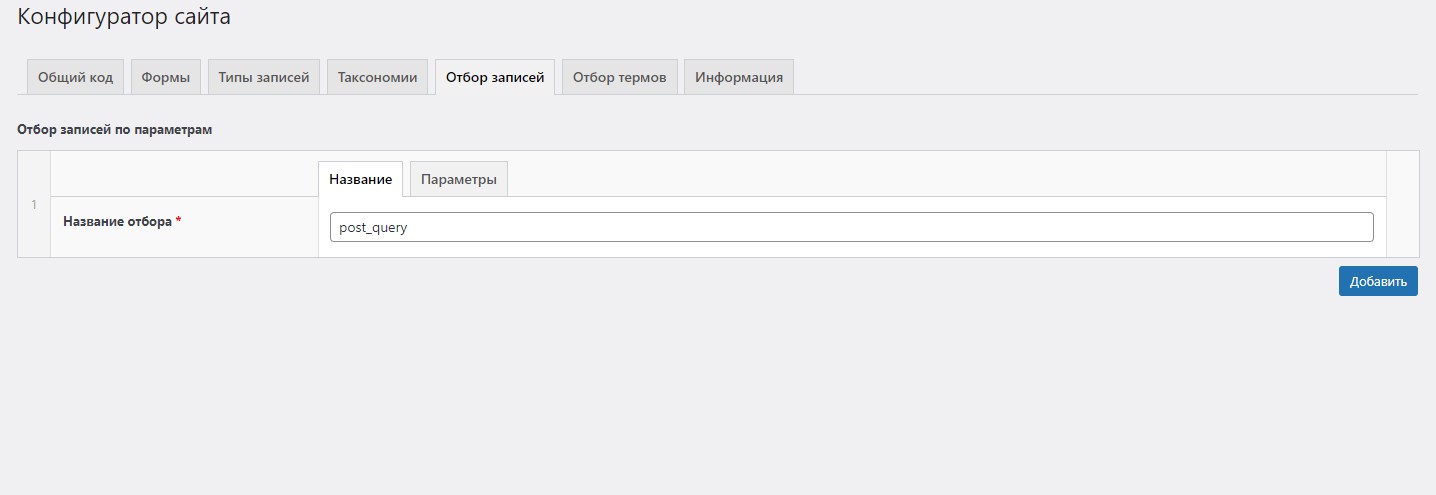 Конфигуратор сайта
Общий код Формы Типы записей Таксономии Отбор записей Отбор термов Информация
Отбор записей по параметрам
Название Параметры
1
Название отбора *
post_query
Добавить